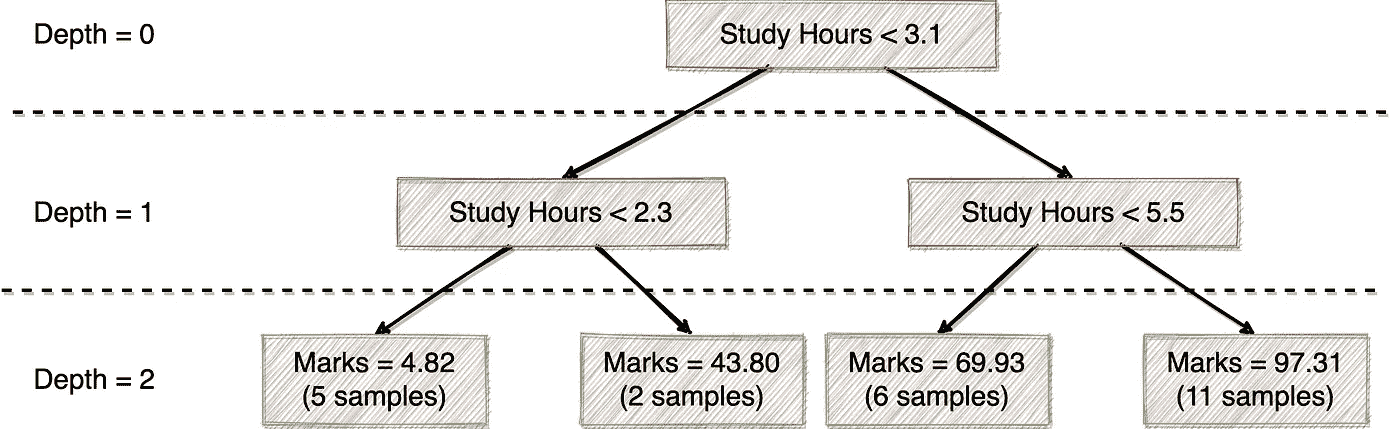 Depth = 0
Study Hours < 3.1
Depth = 1
Study Hours < 2.3
Study Hours < 5.5
Depth = 2
Marks = 4.82
(5 samples)
Marks = 43.80
(2 samples)
Marks = 69.93
(6 samples)
Marks = 97.31
(11 samples)